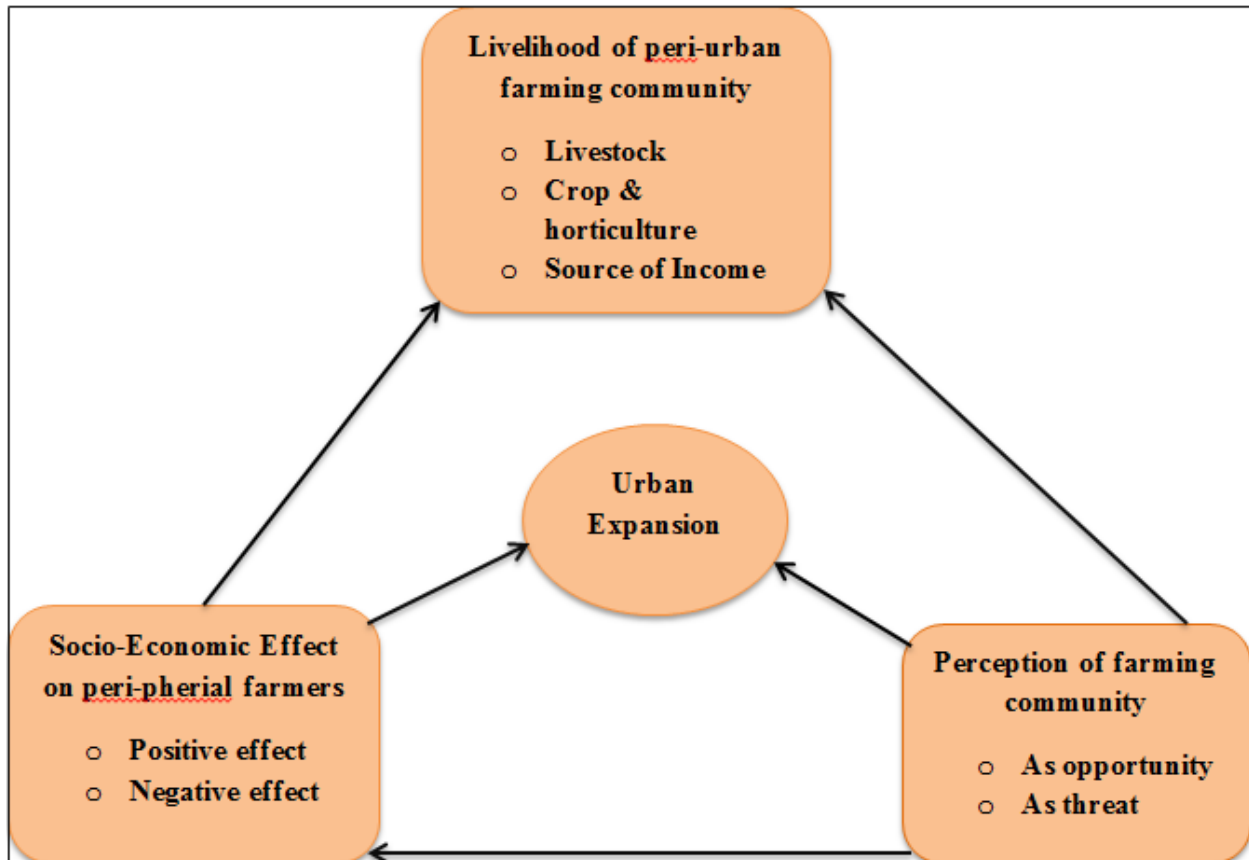 Livelihood of peri-urban
farming community
o Livestock
o Crop &
horticulture
o Source of Income
Urban
Expansion
Socio-Economic Effect
on peri-pherial farmers
o Positive effect
o Negative effect
Perception of farming
community
o As opportunity
o As threat